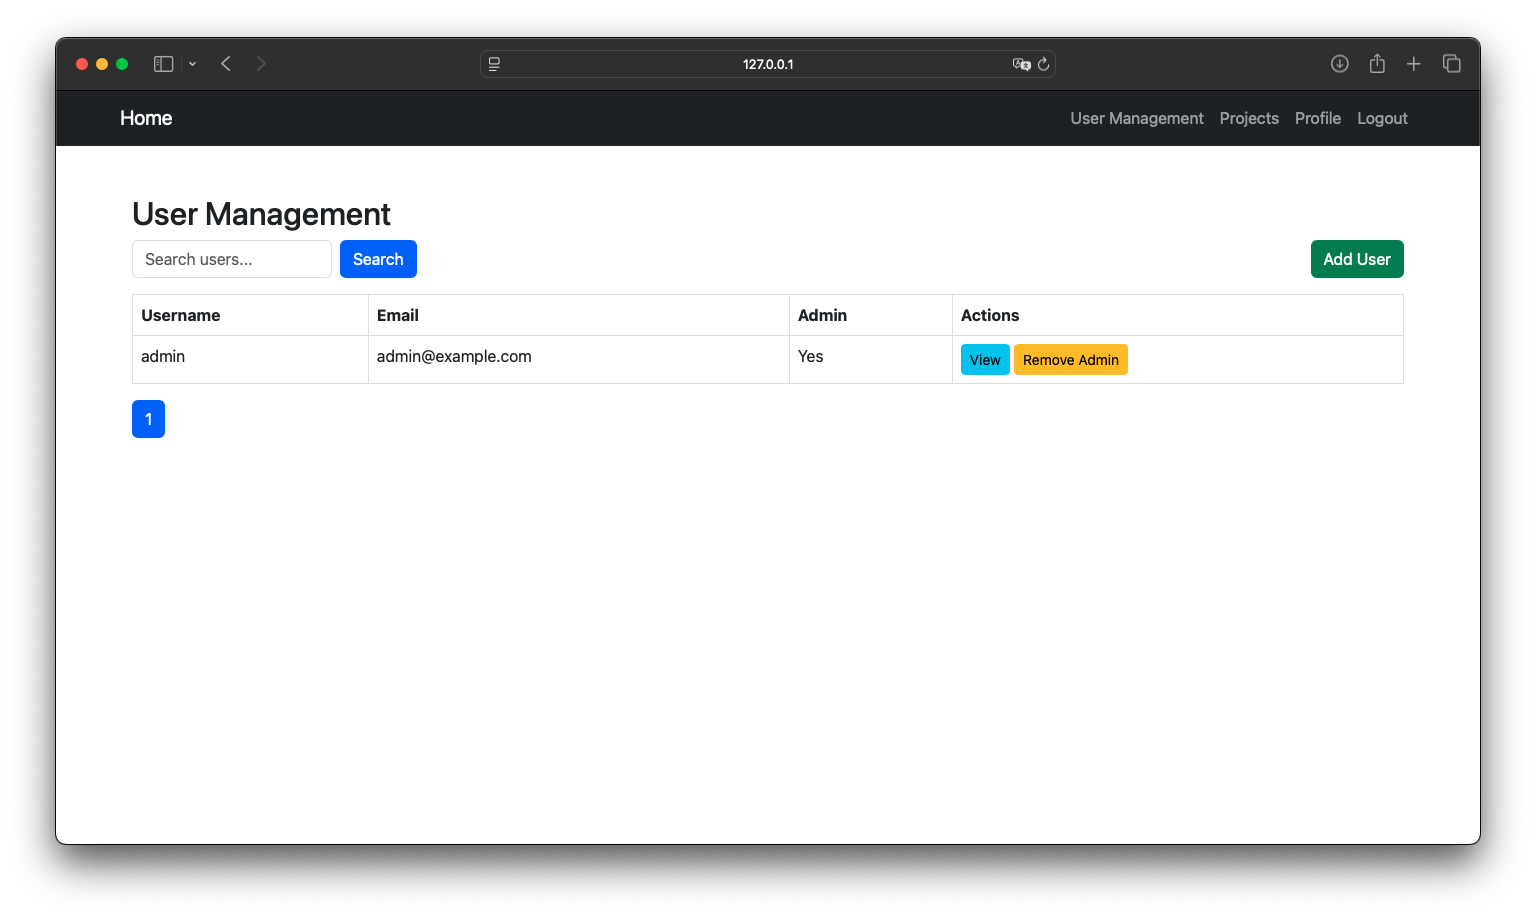 127.0.0.1
Home User Management Projects Profile Logout
User Management
Search users... Search Add User
Username Email Admin Actions
admin admin@example.com Yes View Remove Admin
1